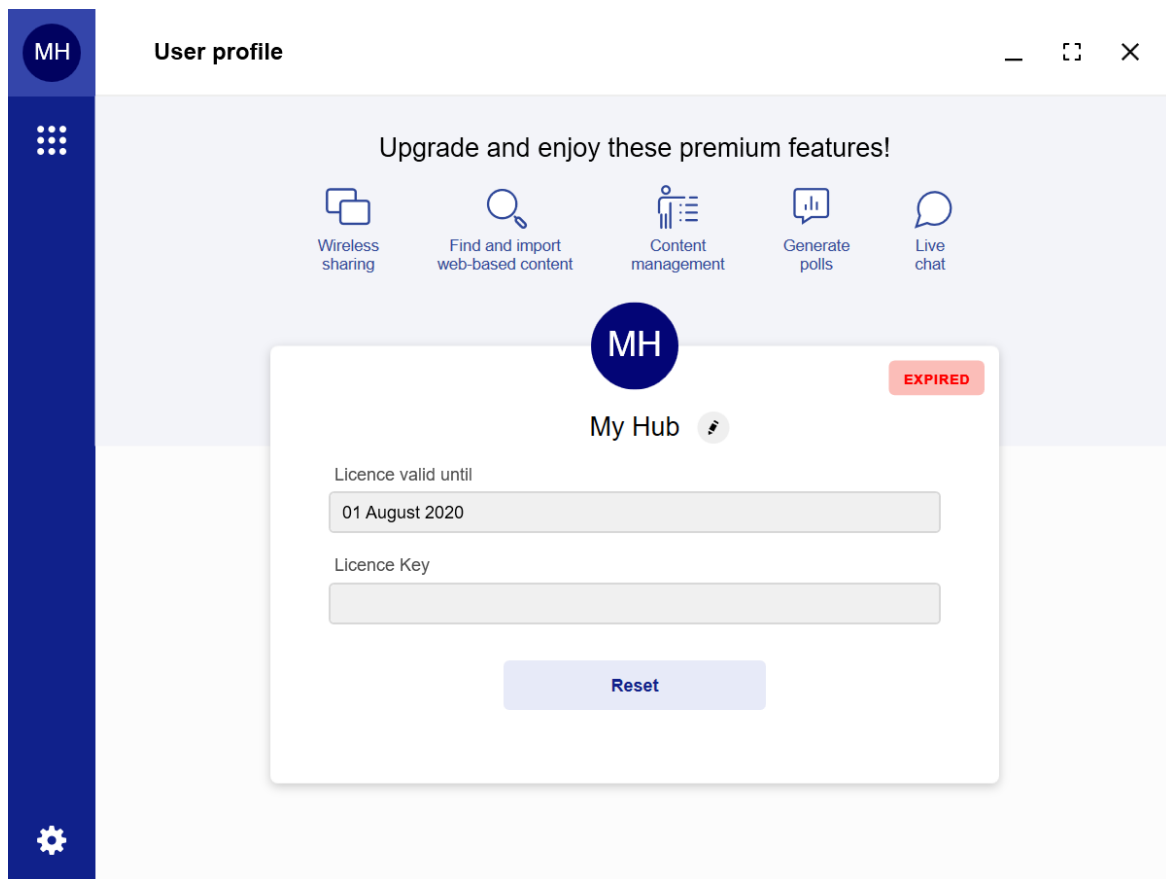 MH
User profile
Upgrade and enjoy these premium features!
Wireless
sharing
Find and import
web-based content
Content
management
Generate
polls
Live
chat
MH
EXPIRED
My Hub
Licence valid until
01 August 2020
Licence Key
Reset